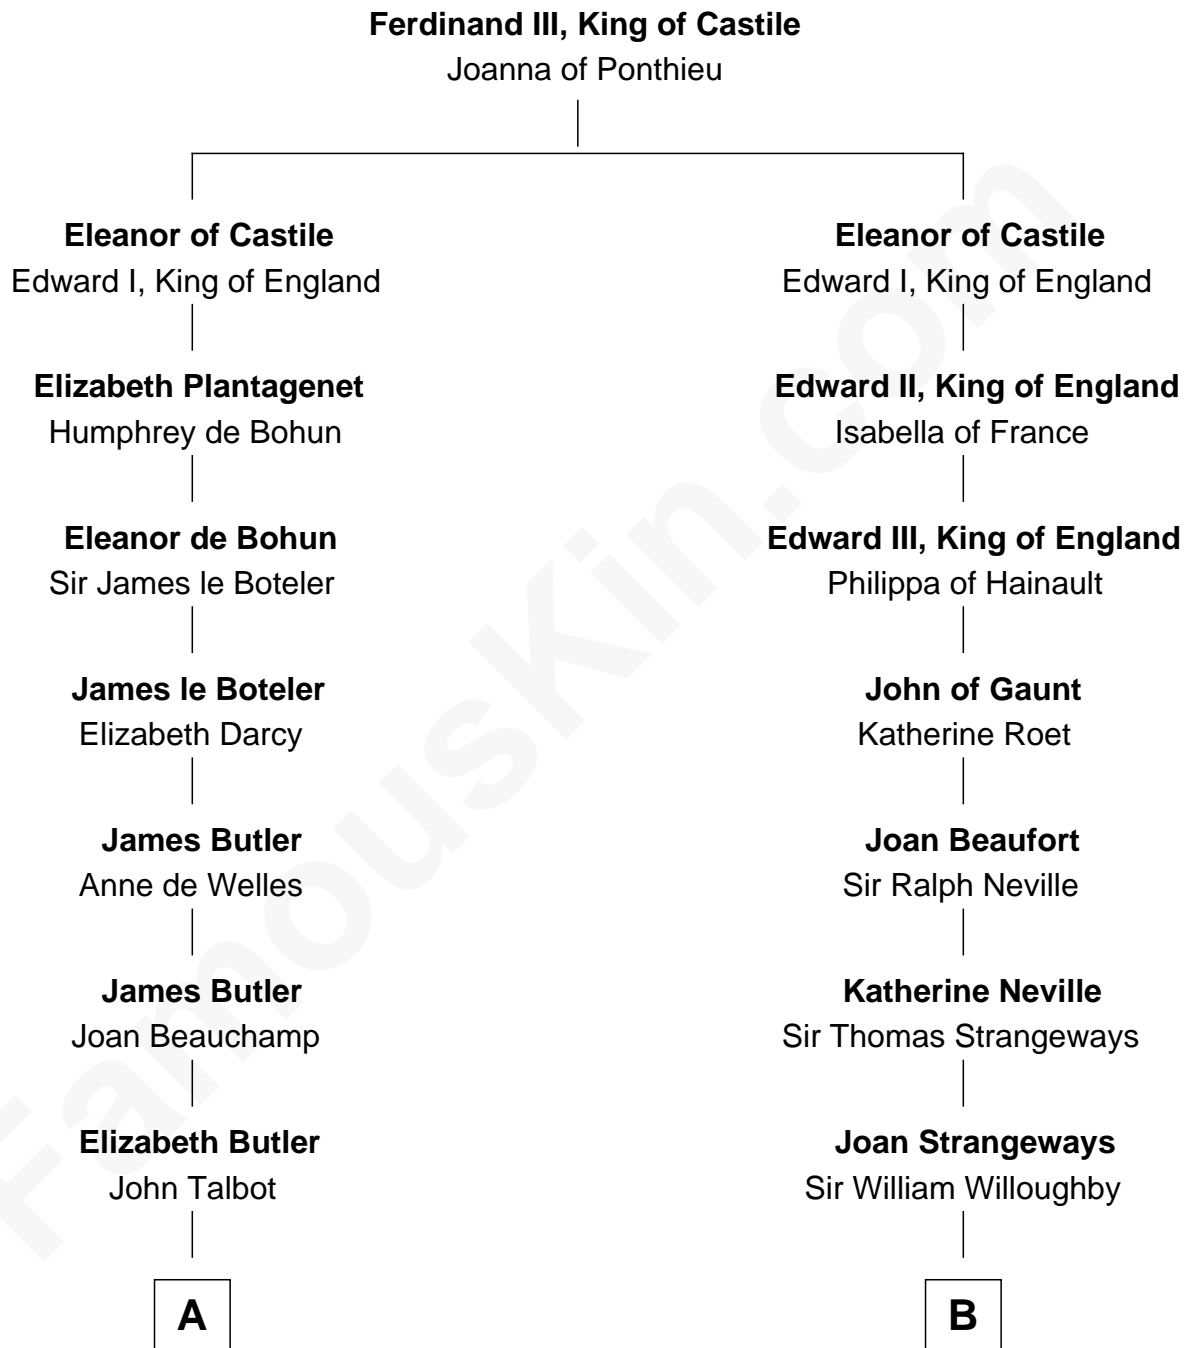 Ferdinand III, King of Castile
Joanna of Ponthieu
Eleanor of Castile
Edward I, King of England
Elizabeth Plantagenet
Humphrey de Bohun
Eleanor de Bohun
Sir James le Boteler
James le Boteler
Elizabeth Darcy
James Butler
Anne de Welles
James Butler
Joan Beauchamp
Elizabeth Butler
John Talbot
A
Eleanor of Castile
Edward I, King of England
Edward II, King of England
Isabella of France
Edward III, King of England
Philippa of Hainault
John of Gaunt
Katherine Roet
Joan Beaufort
Sir Ralph Neville
Katherine Neville
Sir Thomas Strangeways
Joan Strangeways
Sir William Willoughby
B
FamousKin.com